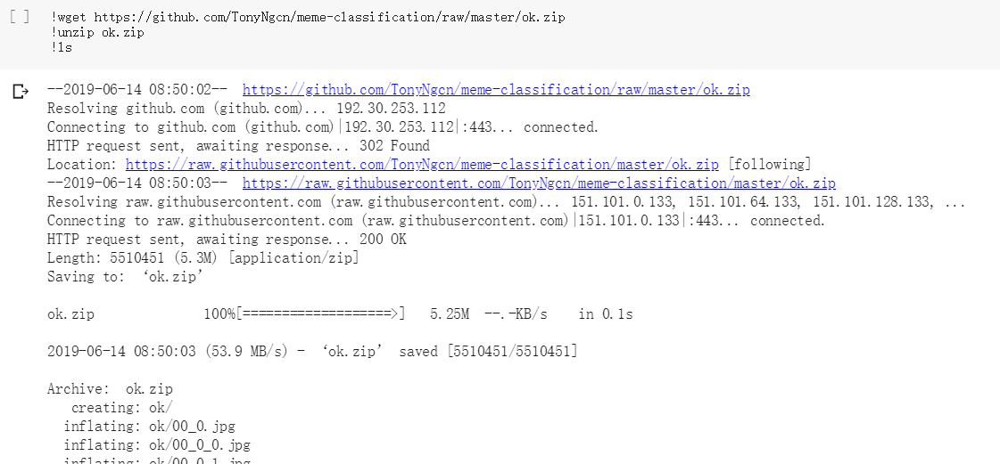 [ ] !wget https://github.com/TonyNgcn/meme-classification/raw/master/ok.zip
!unzip ok.zip
!ls
--2019-06-14 08:50:02--  https://github.com/TonyNgcn/meme-classification/raw/master/ok.zip
Resolving github.com (github.com)... 192.30.253.112
Connecting to github.com (github.com)|192.30.253.112|:443... connected.
HTTP request sent, awaiting response... 302 Found
Location: https://raw.githubusercontent.com/TonyNgcn/meme-classification/master/ok.zip [following]
--2019-06-14 08:50:03--  https://raw.githubusercontent.com/TonyNgcn/meme-classification/master/ok.zip
Resolving raw.githubusercontent.com (raw.githubusercontent.com)... 151.101.0.133, 151.101.64.133, 151.101.128.133, ...
Connecting to raw.githubusercontent.com (raw.githubusercontent.com)|151.101.0.133|:443... connected.
HTTP request sent, awaiting response... 200 OK
Length: 5510451 (5.3M) [application/zip]
Saving to: ‘ok.zip’
ok.zip              100%[===================>]   5.25M  --.-KB/s    in 0.1s
2019-06-14 08:50:03 (53.9 MB/s) - ‘ok.zip’ saved [5510451/5510451]
Archive:  ok.zip
   creating: ok/
  inflating: ok/00_0.jpg
  inflating: ok/00_0_0.jpg
  inflating: ok/00_0_1.jpg